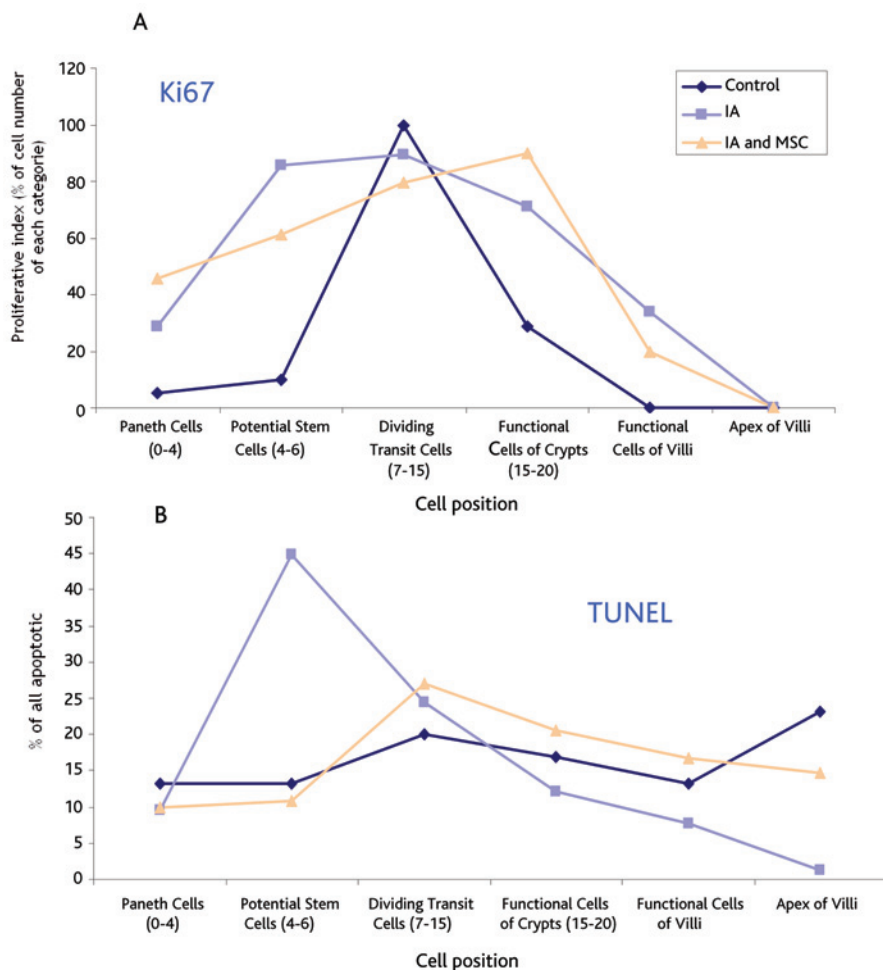 A
Ki67
Proliferative index (% of cell number
of each categorie)
120
100
80
60
40
20
0
Control
IA
IA and MSC
Paneth Cells
(0-4)
Potential Stem
Cells (4-6)
Dividing
Transit Cells
(7-15)
Functional
Cells of Crypts
(15-20)
Functional
Cells of Villi
Apex of Villi
Cell position
B
TUNEL
% of all apoptotic
50
45
40
35
30
25
20
15
10
5
0
Paneth Cells
(0-4)
Potential Stem
Cells (4-6)
Dividing Transit
Cells (7-15)
Functional Cells
of Crypts (15-20)
Functional Cells
of Villi
Apex of Villi
Cell position